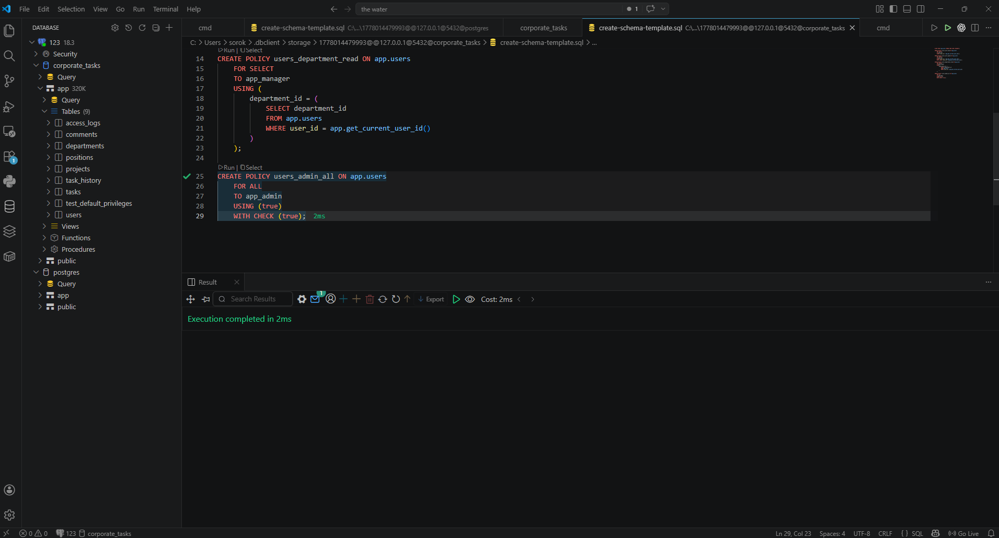 File Edit Selection View Go Run Terminal Help
the water
1
DATABASE
cmd
create-schema-template.sql C:\...\1778014479993@@127.0.0.1@5432@postgres
corporate_tasks
create-schema-template.sql C:\...\1778014479993@@127.0.0.1@5432@corporate_tasks
cmd
C: > Users > sorok > .dbclient > storage > 1778014479993@@127.0.0.1@5432@corporate_tasks > create-schema-template.sql > ...
123 18.3
Security
corporate_tasks
Query
app 320K
Query
Tables (9)
access_logs
comments
departments
positions
projects
task_history
tasks
test_default_privileges
users
Views
Functions
Procedures
public
postgres
Query
app
public
1
Run | Select
14 CREATE POLICY users_department_read ON app.users
15 FOR SELECT
16 TO app_manager
17 USING (
18 department_id = (
19 SELECT department_id
20 FROM app.users
21 WHERE user_id = app.get_current_user_id()
22 )
23 );
24
Run | Select
25 CREATE POLICY users_admin_all ON app.users
26 FOR ALL
27 TO app_admin
28 USING (true)
29 WITH CHECK (true); 2ms
Result
Search Results
1
Export
Cost: 2ms
Execution completed in 2ms
0 0 123 corporate_tasks
Ln 29, Col 23 Spaces: 4 UTF-8 CRLF { } SQL Go Live